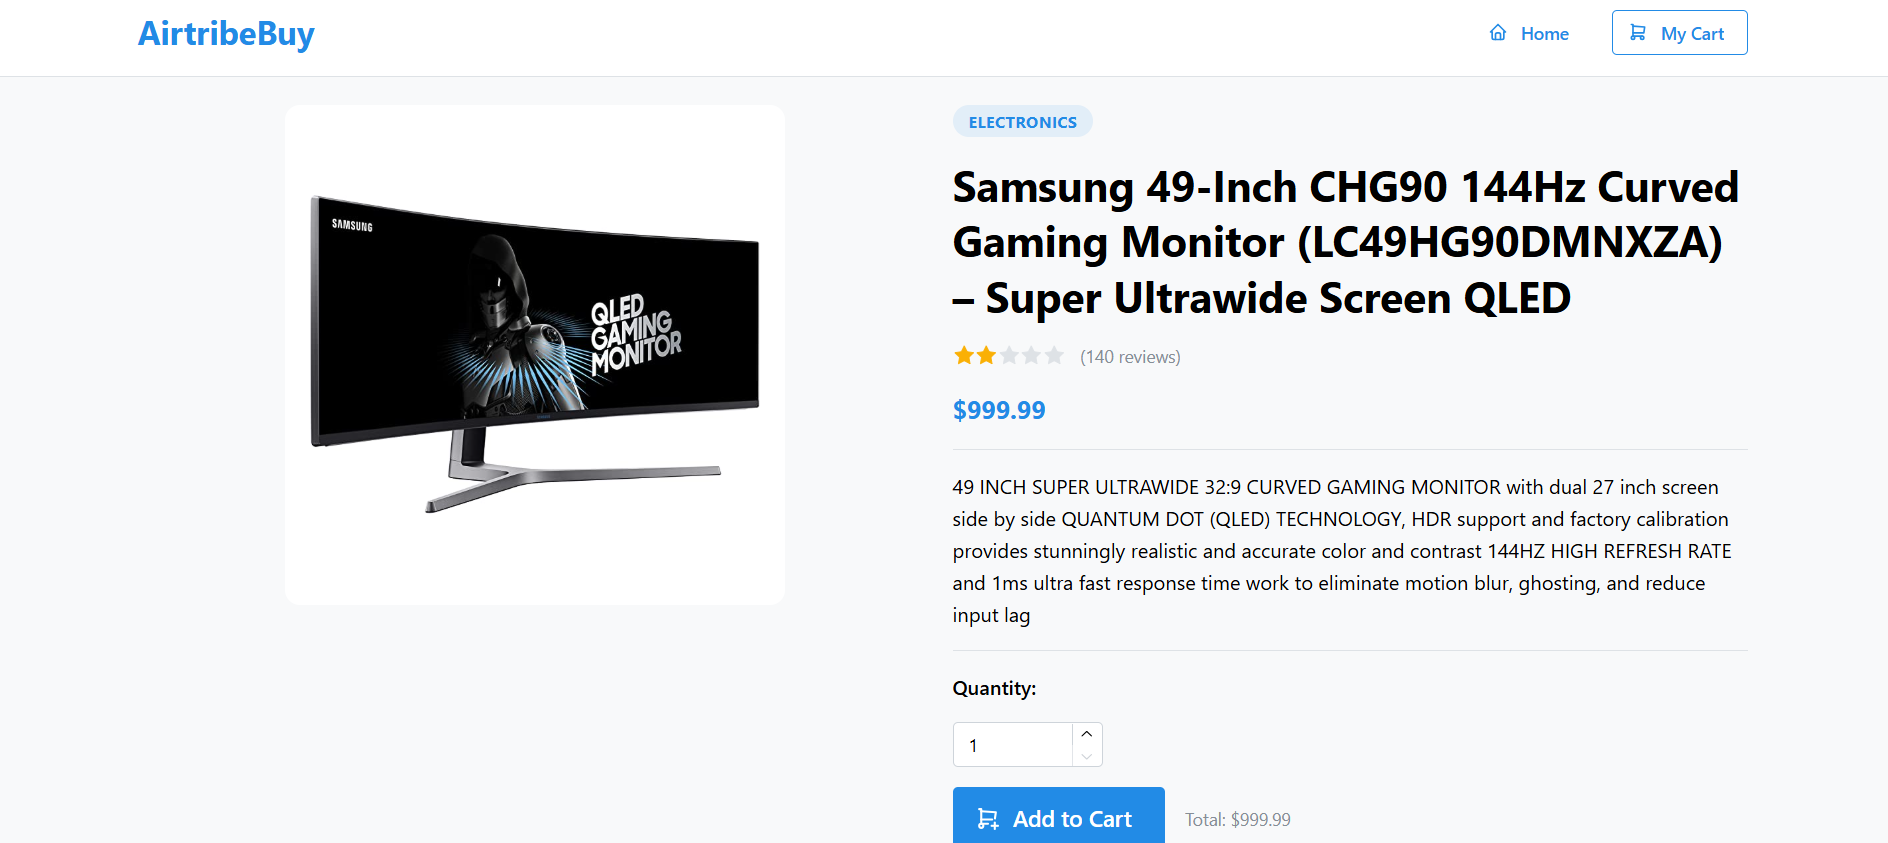 AirtribeBuy
Home
My Cart
SAMSUNG
QLED
GAMING
MONITOR
ELECTRONICS
Samsung 49-Inch CHG90 144Hz Curved
Gaming Monitor (LC49HG90DMNXZA)
– Super Ultrawide Screen QLED
(140 reviews)
$999.99
49 INCH SUPER ULTRAWIDE 32:9 CURVED GAMING MONITOR with dual 27 inch screen
side by side QUANTUM DOT (QLED) TECHNOLOGY, HDR support and factory calibration
provides stunningly realistic and accurate color and contrast 144HZ HIGH REFRESH RATE
and 1ms ultra fast response time work to eliminate motion blur, ghosting, and reduce
input lag
Quantity:
1
Add to Cart
Total: $999.99